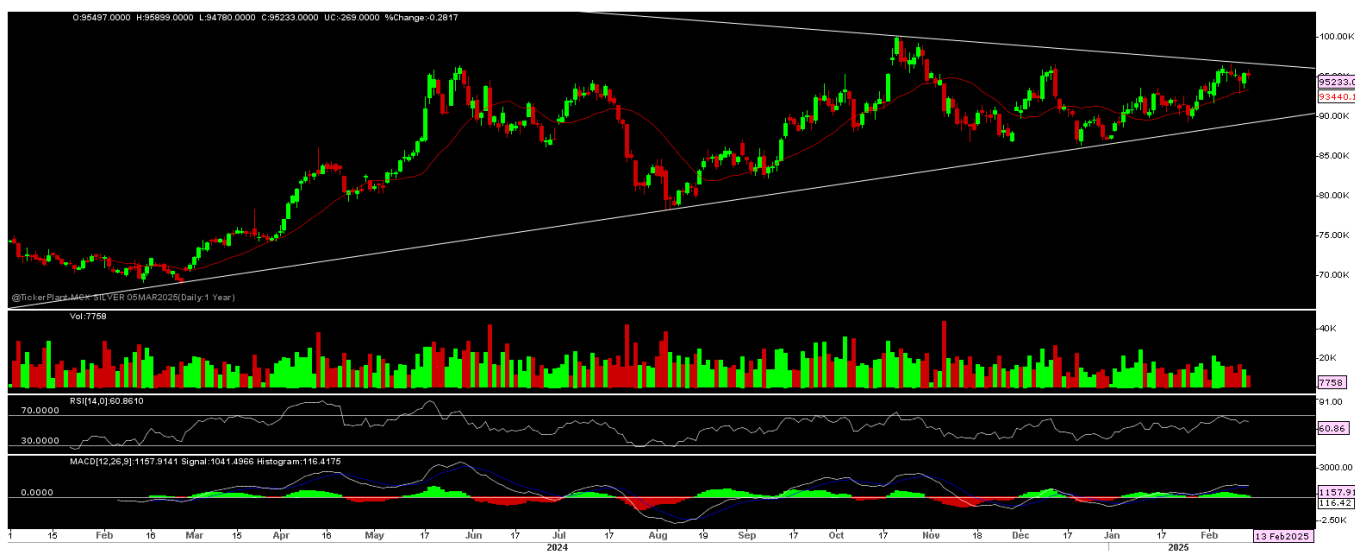 O:95497.0000 H:95899.0000 L:94780.0000 C:95233.0000 UC:-269.0000 %Change:-0.2817
100.00K
95233.0
93440.1
90.00K
85.00K
80.00K
75.00K
70.00K
@TickerPlant-MCX SILVER 05MAR2025(Daily:1 Year)
Vol:7758
40K
20K
7758
RSI[14,0]:60.8610
91.00
70.0000
60.86
30.0000
MACD[12,26,9]:1157.9141 Signal:1041.4966 Histogram:116.4175
3000.00
0.0000
1157.91
116.42
-2.50K
1 15 Feb 16 Mar 15 Apr 16 May 17 Jun 17 Jul 17 Aug 19 Sep 17 Oct 17 Nov 18 Dec 17 Jan 17 Feb 13 Feb2025
2024 2025